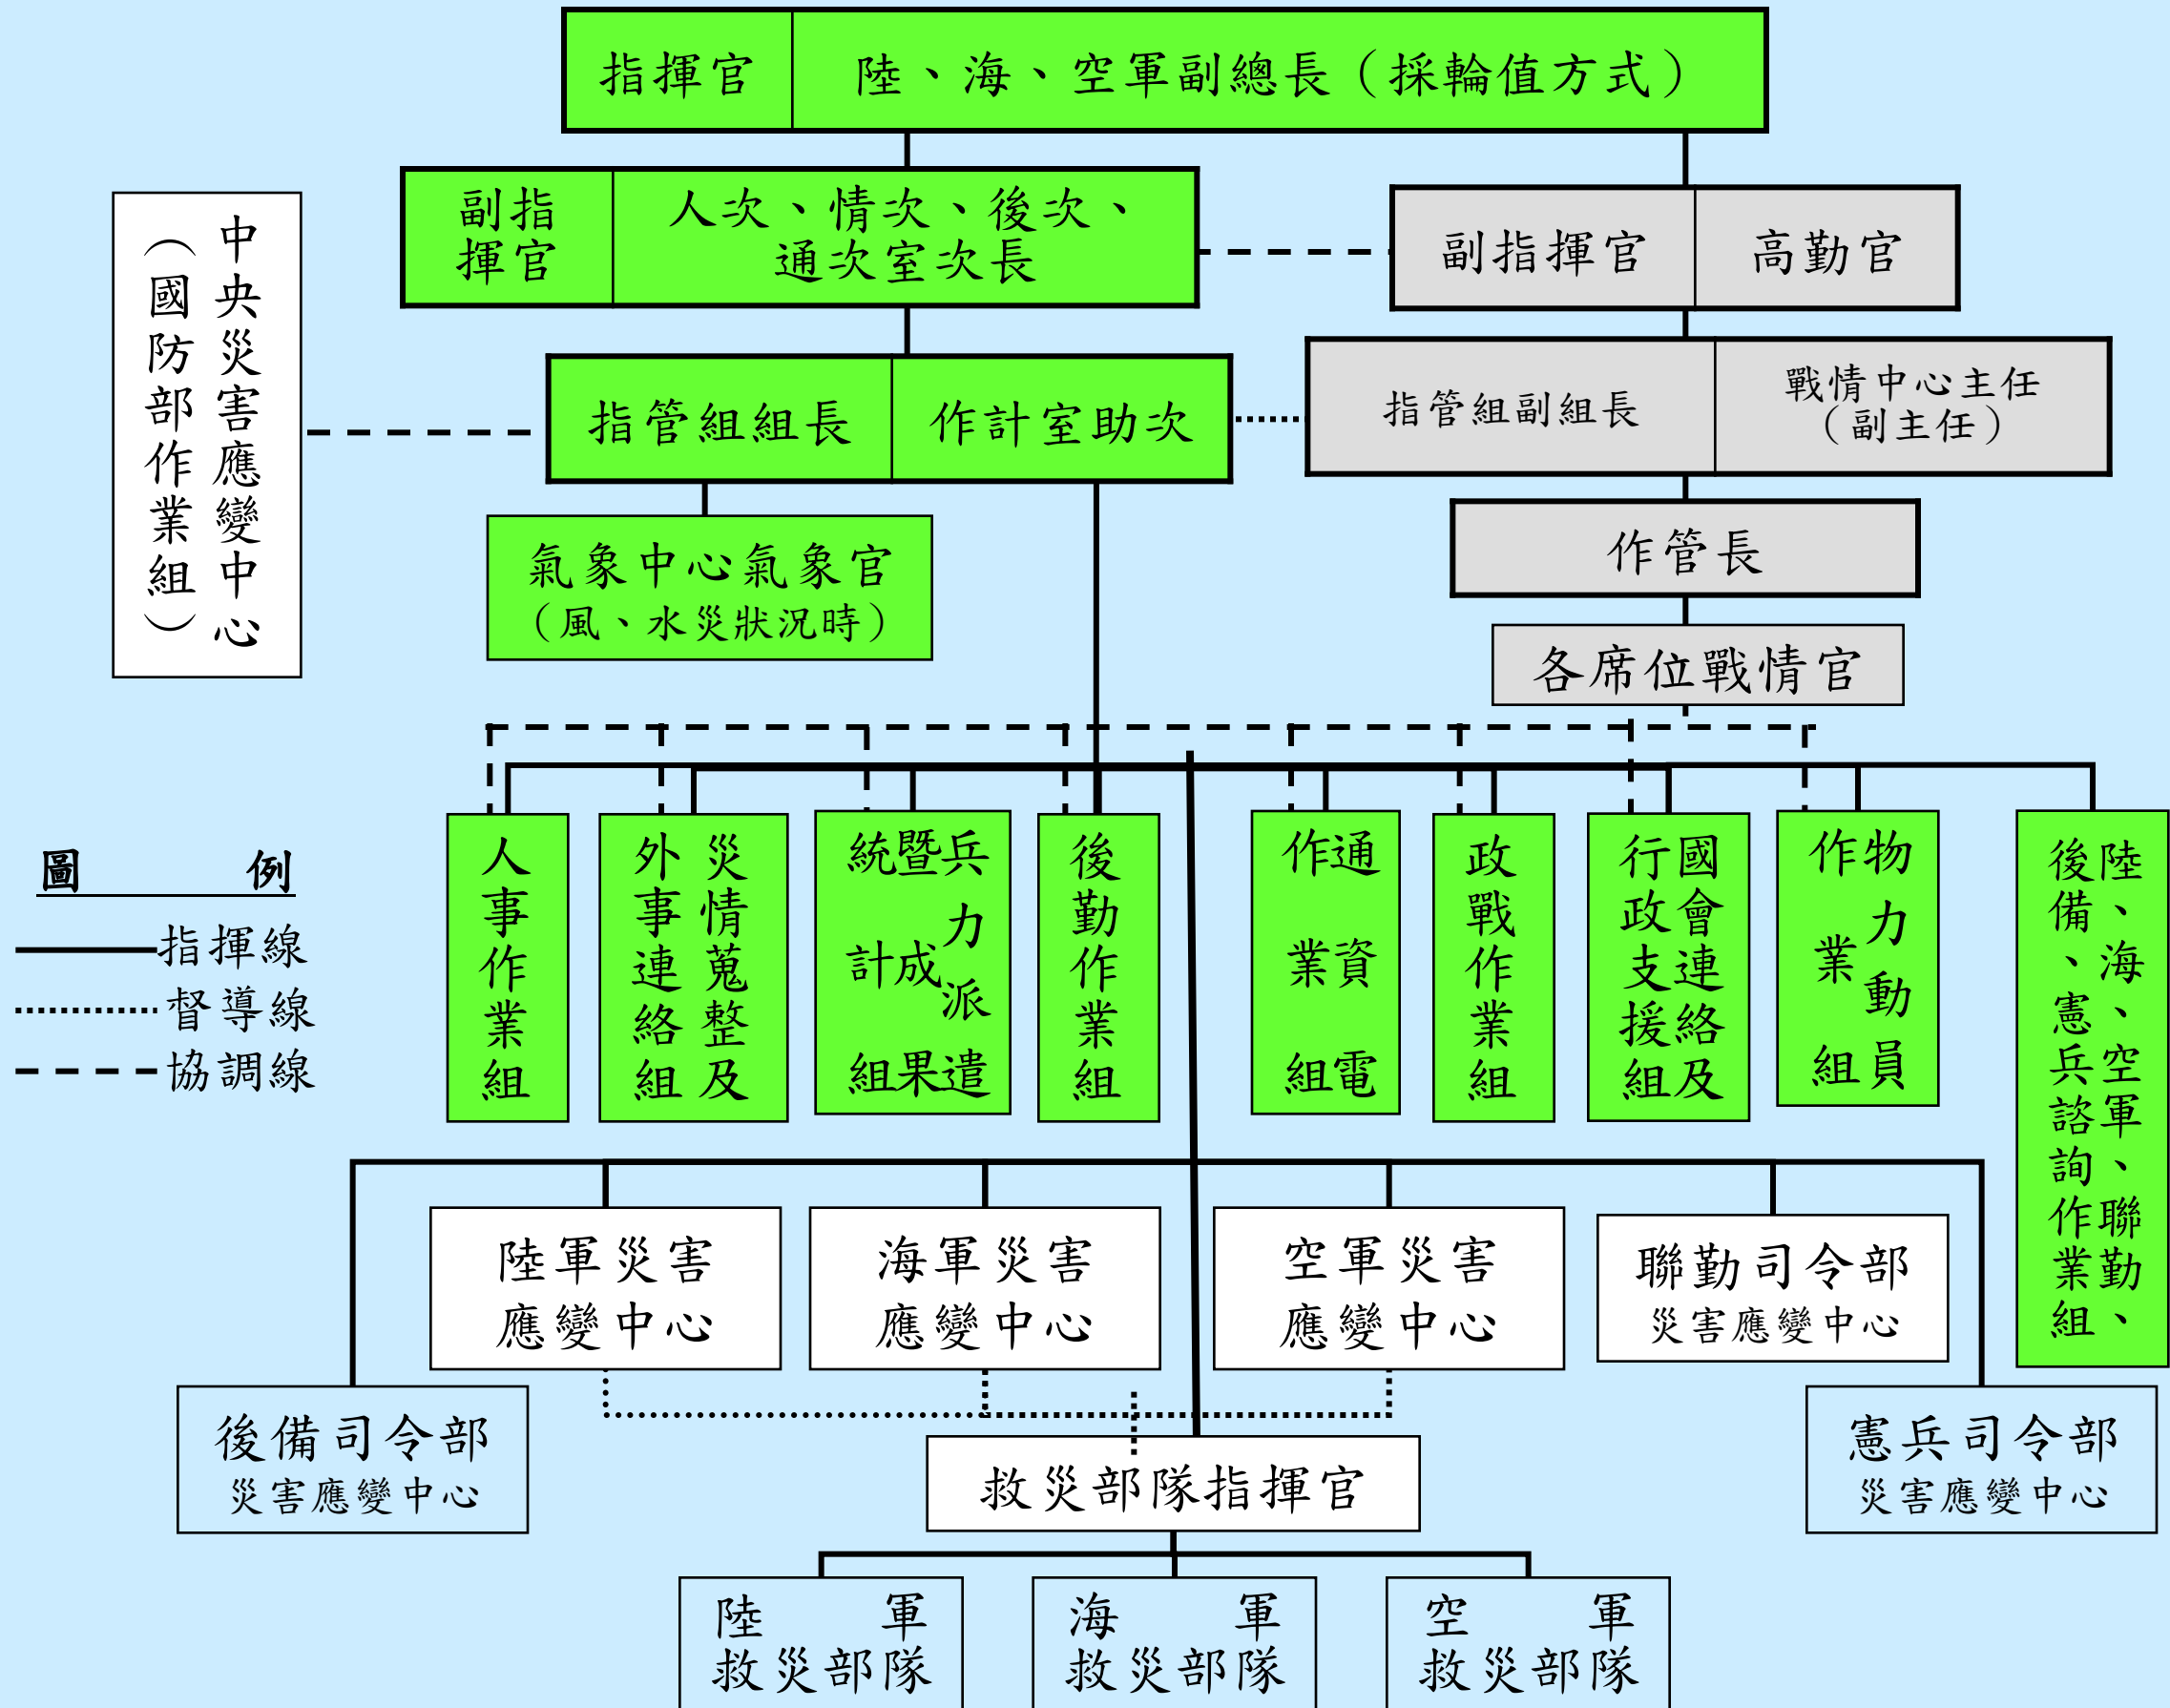 指揮官
陸、海、空軍副總長（採輪值方式）
副指
揮官
人次、情次、後次、
通次室次長
副指揮官
高勤官
中央災害應變中心
（國防部作業組）
指管組組長
作計室助次
指管組副組長
戰情中心主任
（副主任）
氣象中心氣象官
（風、水災狀況時）
作管長
各席位戰情官
人事作業組
災情蒐整及
外事連絡組
兵力派遣
暨成果
統計組
後勤作業組
通資電
作業組
政戰作業組
國會連絡及
行政支援組
物力動員
作業組
陸、海、空軍、聯勤、
後備、憲兵諮詢作業組
圖例
指揮線
督導線
協調線
陸軍災害
應變中心
海軍災害
應變中心
空軍災害
應變中心
聯勤司令部
災害應變中心
後備司令部
災害應變中心
憲兵司令部
災害應變中心
救災部隊指揮官
陸軍
救災部隊
海軍
救災部隊
空軍
救災部隊